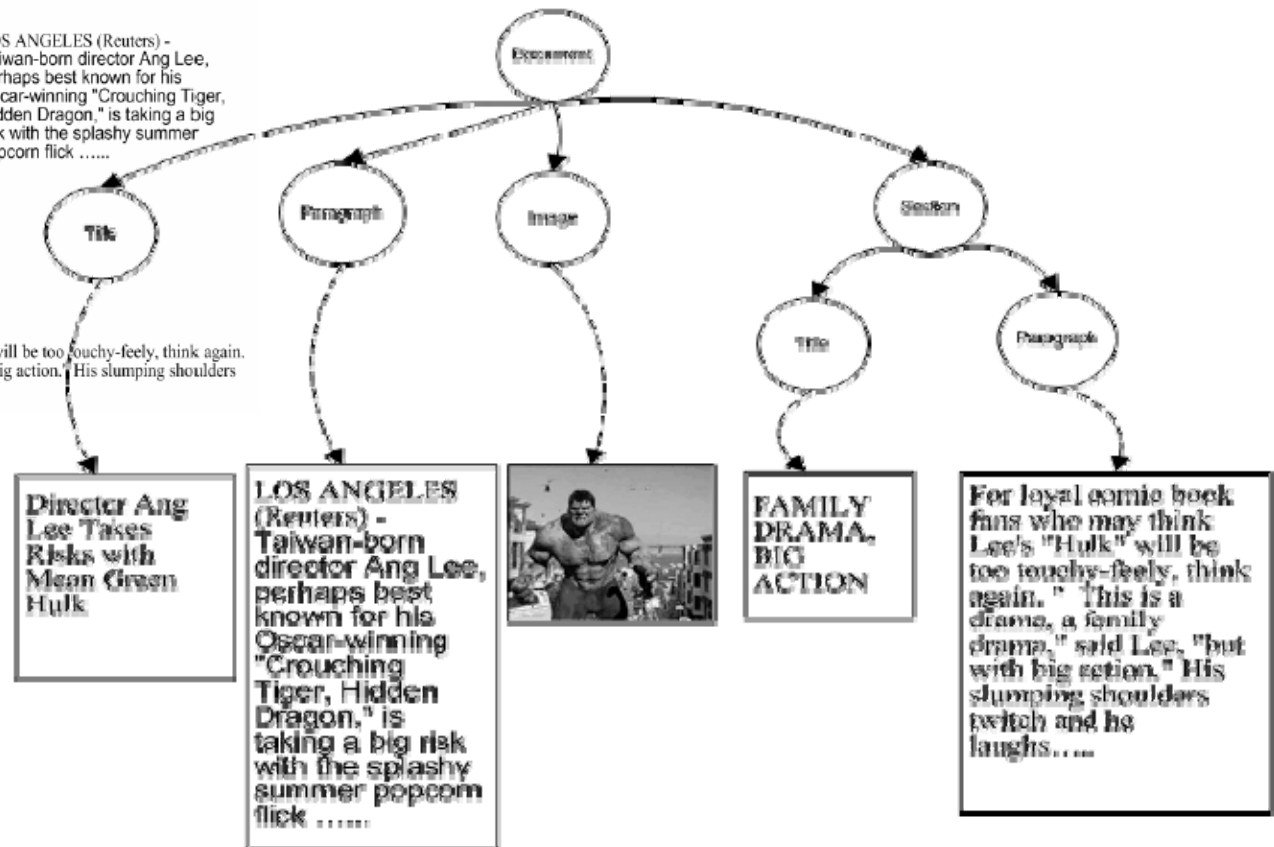 OS ANGELES (Reuters) -
iwan-born director Ang Lee,
rhaps best known for his
car-winning "Crouching Tiger,
dden Dragon," is taking a big
k with the splashy summer
pcorn flick …...
Document
Title
Paragraph
Image
Section
Title
Paragraph
will be too touchy-feely, think again.
ig action." His slumping shoulders
Director Ang
Lee Takes
Risks with
Mean Green
Hulk
LOS ANGELES
(Reuters) -
Taiwan-born
director Ang Lee,
perhaps best
known for his
Oscar-winning
"Crouching
Tiger, Hidden
Dragon," is
taking a big risk
with the splashy
summer popcorn
flick …...
FAMILY
DRAMA,
BIG
ACTION
For loyal comic book
fans who may think
Lee's "Hulk" will be
too touchy-feely, think
again. " This is a
drama, a family
drama," said Lee, "but
with big action." His
slumping shoulders
twitch and he
laughs…..